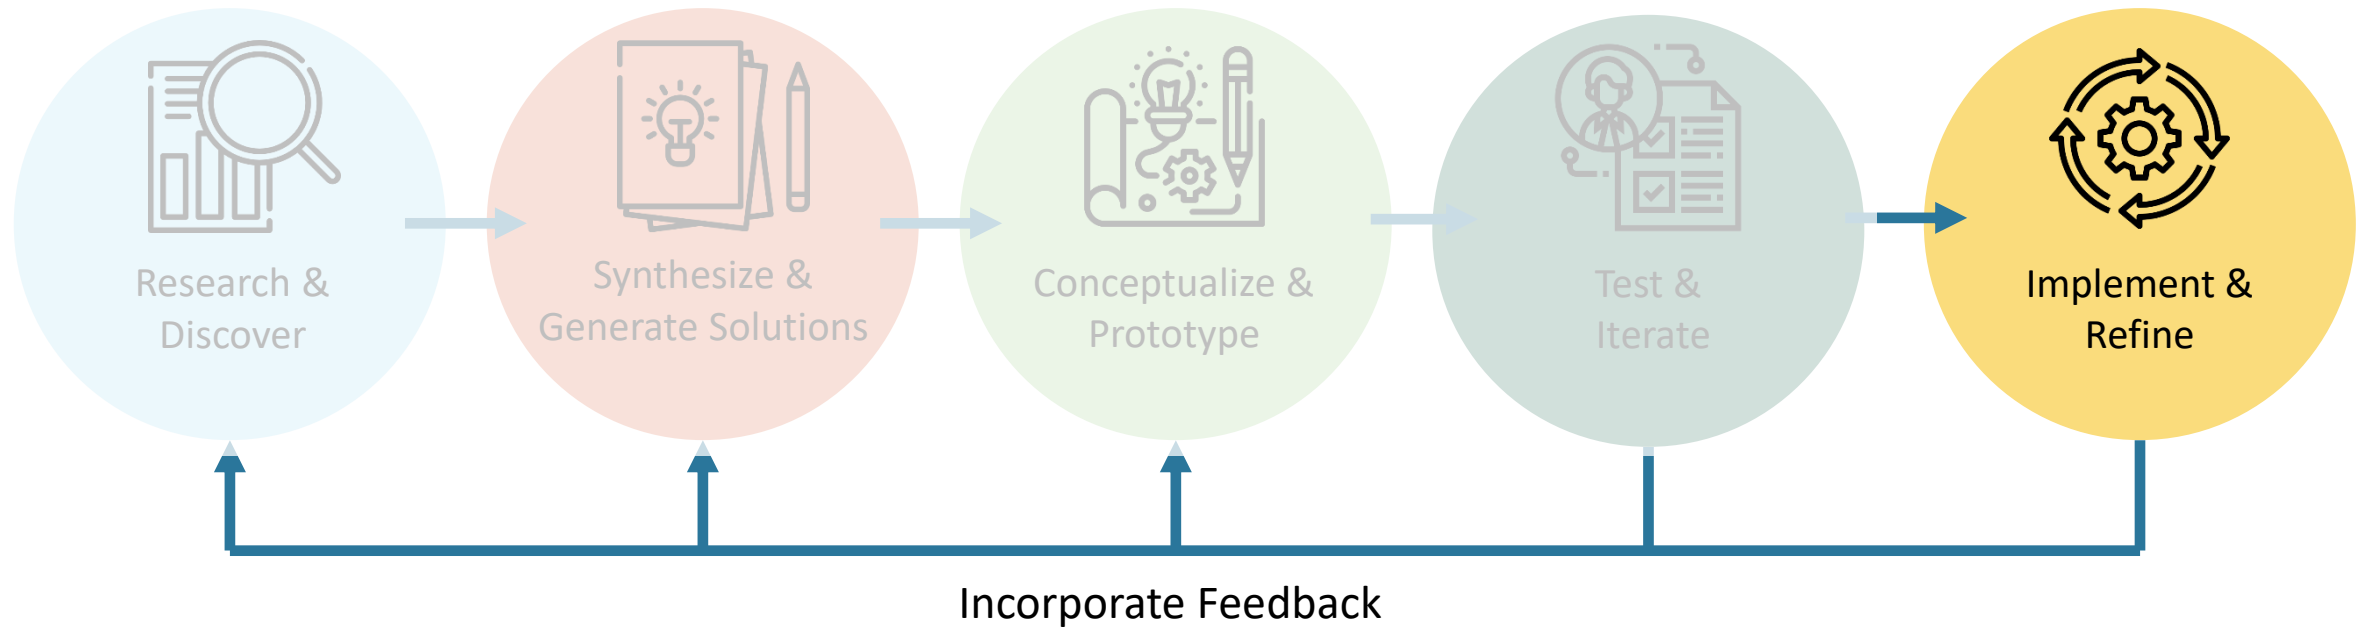 Research &
Discover
Synthesize &
Generate Solutions
Conceptualize &
Prototype
Test &
Iterate
Implement &
Refine
Incorporate Feedback